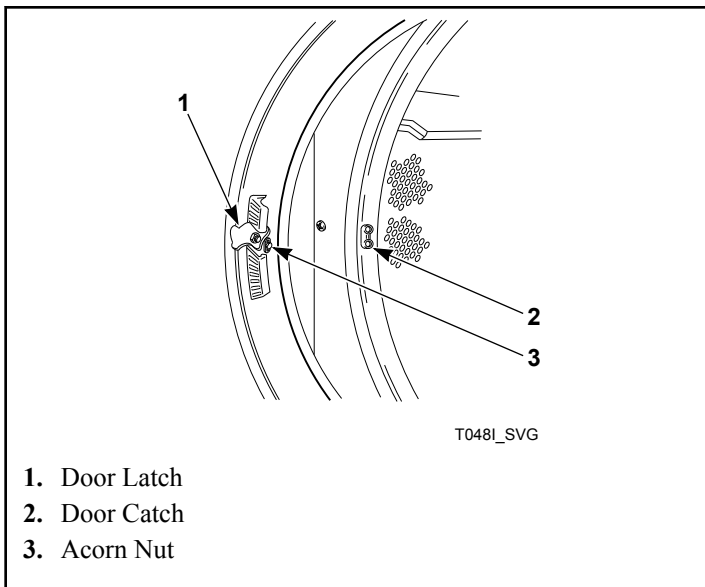 1
2
3
T048I_SVG
1. Door Latch
2. Door Catch
3. Acorn Nut